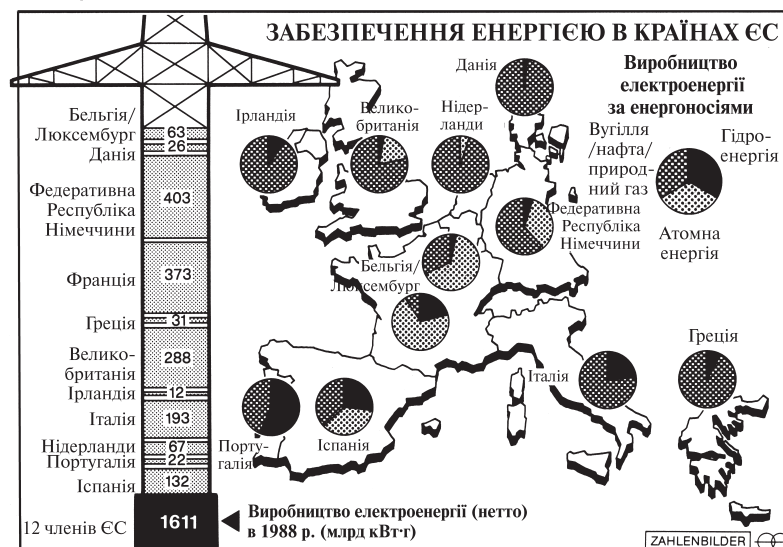 ЗАБЕЗПЕЧЕННЯ ЕНЕРГІЄЮ В КРАЇНАХ ЄС
Виробництво
електроенергії
за енергоносіями
Вугілля
/нафта/
природ-
ний газ
Гідро-
енергія
Атомна
енергія
Бельгія/
Люксембург
63
Данія
26
Федеративна
Республіка
Німеччини
403
Франція
373
Греція
31
Велико-
британія
288
Ірландія
12
Італія
193
Нідерланди
67
Португалія
22
Іспанія
132
12 членів ЄС
1611
Виробництво електроенергії (нетто)
в 1988 р. (млрд кВт·г)
Данія
Ірландія
Велико-
британія
Нідер-
ланди
Федеративна
Республіка
Німеччини
Бельгія/
Люксембург
Греція
Італія
Порту-
галія
Іспанія
ZAHLENBILDER